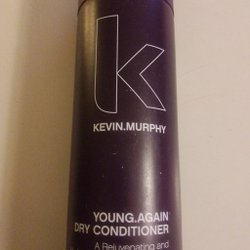 KEVIN.MURPHY
YOUNG.AGAIN
DRY CONDITIONER
A Rejuvenating and